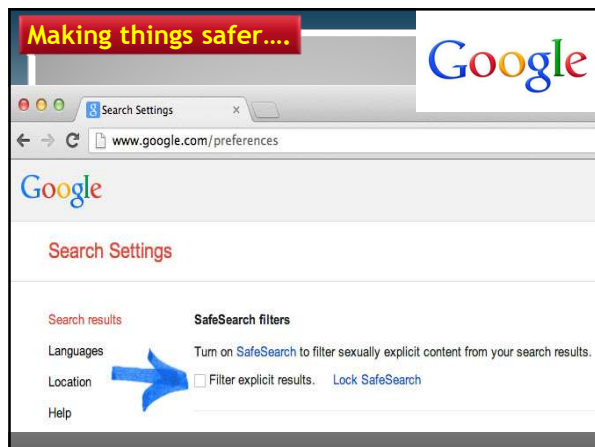 Making things safer....
Google
Search Settings
www.google.com/preferences
Google
Search Settings
Search results
Languages
Location
Help
SafeSearch filters
Turn on SafeSearch to filter sexually explicit content from your search results.
Filter explicit results. Lock SafeSearch